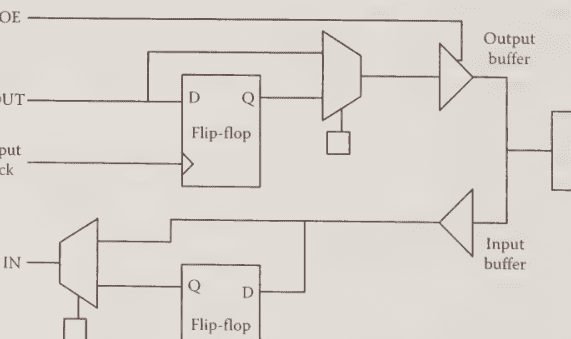 OE
Output
buffer
OUT
D
Q
Flip-flop
put
ck
IN
Q
D
Flip-flop
Input
buffer